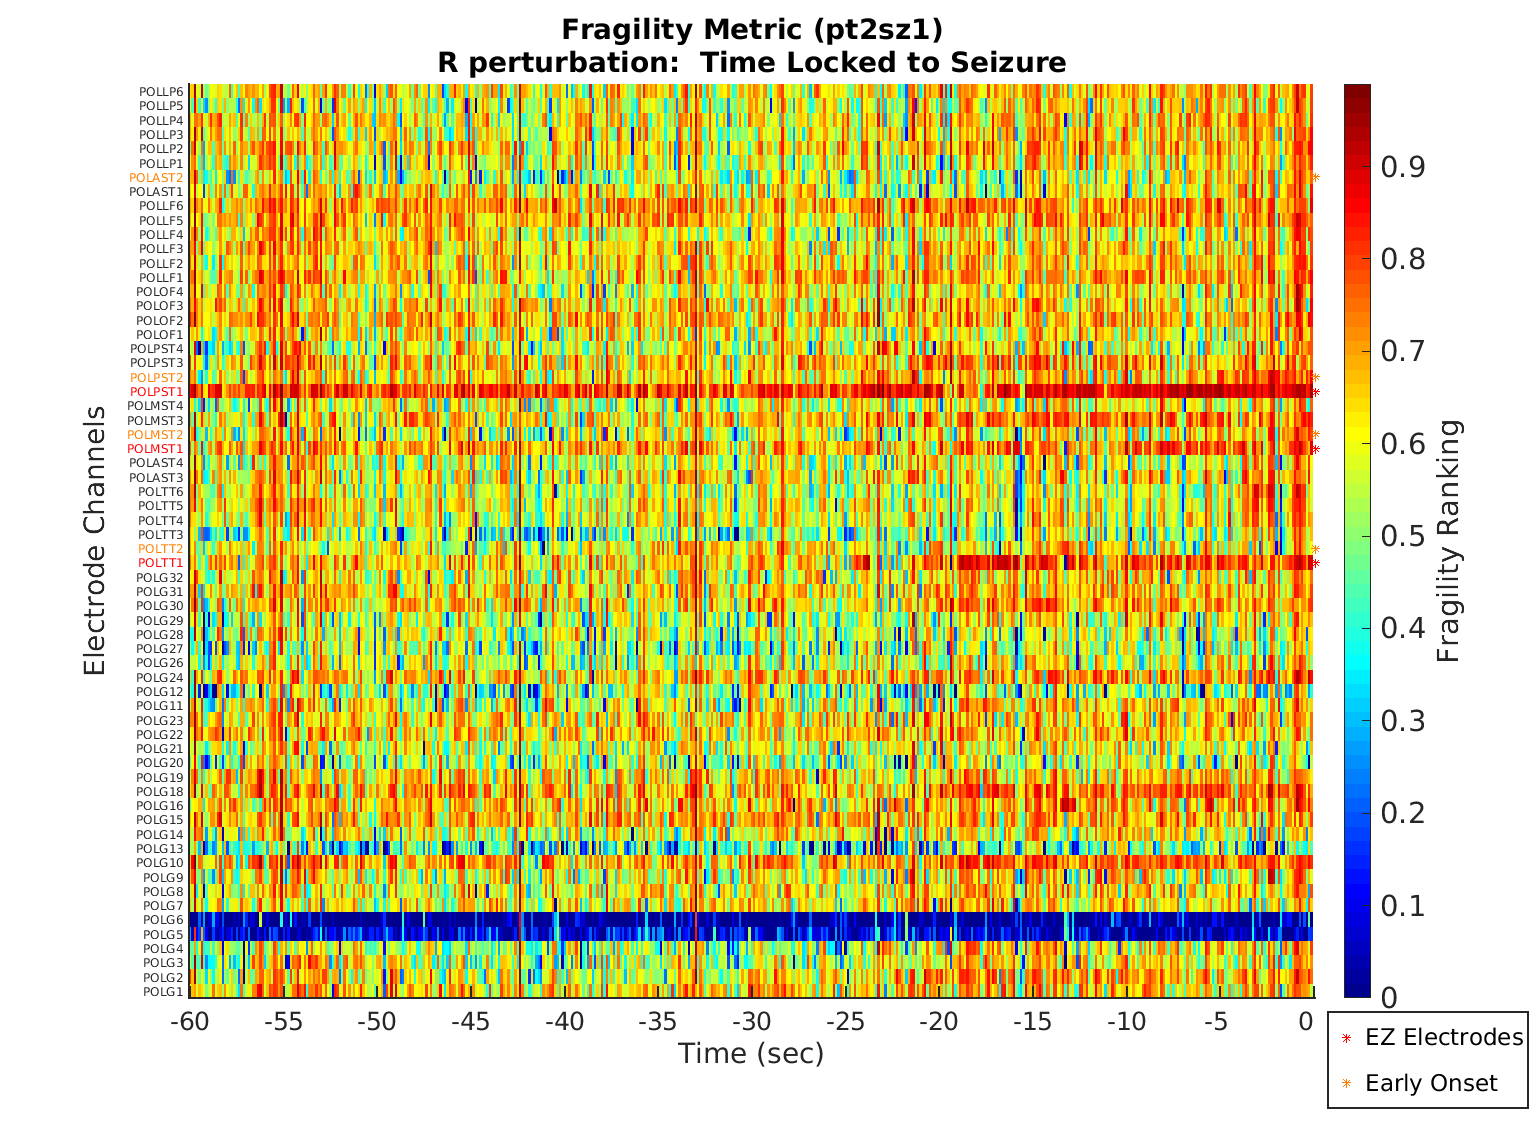 Fragility Metric (pt2sz1)
R perturbation:  Time Locked to Seizure
Electrode Channels
POLLP6
POLLP5
POLLP4
POLLP3
POLLP2
POLLP1
POLAST2
POLAST1
POLLF6
POLLF5
POLLF4
POLLF3
POLLF2
POLLF1
POLOF4
POLOF3
POLOF2
POLOF1
POLPST4
POLPST3
POLPST2
POLPST1
POLMST4
POLMST3
POLMST2
POLMST1
POLAST4
POLAST3
POLTT6
POLTT5
POLTT4
POLTT3
POLTT2
POLTT1
POLG32
POLG31
POLG30
POLG29
POLG28
POLG27
POLG26
POLG24
POLG12
POLG11
POLG23
POLG22
POLG21
POLG20
POLG19
POLG18
POLG16
POLG15
POLG14
POLG13
POLG10
POLG9
POLG8
POLG7
POLG6
POLG5
POLG4
POLG3
POLG2
POLG1
-60 -55 -50 -45 -40 -35 -30 -25 -20 -15 -10 -5 0
Time (sec)
0.9
0.8
0.7
0.6
0.5
0.4
0.3
0.2
0.1
0
Fragility Ranking
EZ Electrodes
Early Onset